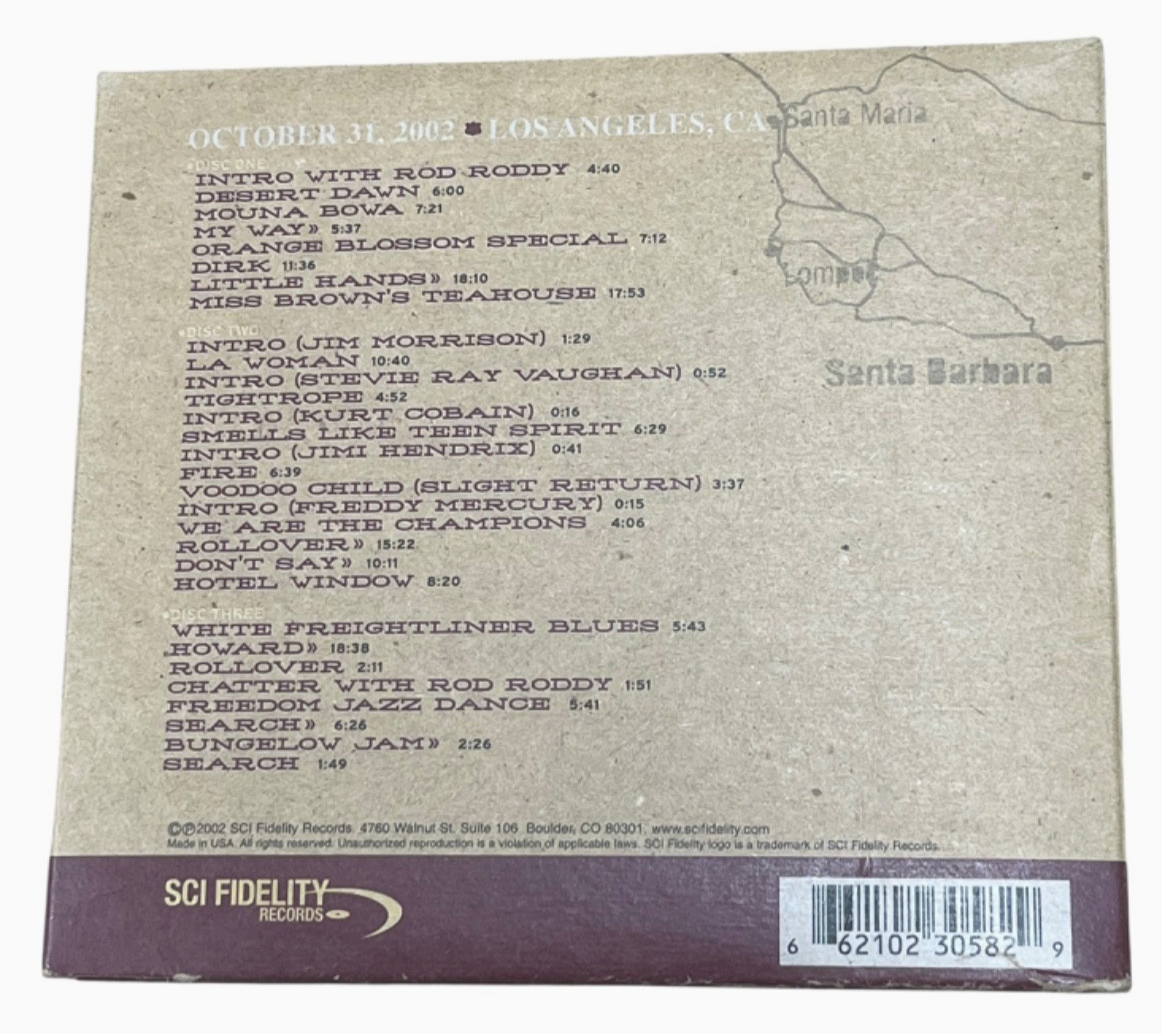 OCTOBER 31, 2002 LOS ANGELES, CA
•DISC ONE
INTRO WITH ROD RODDY 4:40
DESERT DAWN 6:00
MOUNA BOWA 7:21
MY WAY» 5:37
ORANGE BLOSSOM SPECIAL 7:12
DIRK 11:36
LITTLE HANDS» 18:10
MISS BROWN'S TEAHOUSE 17:53
•DISC TWO
INTRO (JIM MORRISON) 1:29
LA WOMAN 10:40
INTRO (STEVIE RAY VAUGHAN) 0:52
TIGHTROPE 4:52
INTRO (KURT COBAIN) 0:16
SMELLS LIKE TEEN SPIRIT 6:29
INTRO (JIMI HENDRIX) 0:41
FIRE 6:39
VOODOO CHILD (SLIGHT RETURN) 3:37
INTRO (FREDDY MERCURY) 0:15
WE ARE THE CHAMPIONS 4:06
ROLLOVER» 15:22
DON'T SAY» 10:11
HOTEL WINDOW 8:20
•DISC THREE
WHITE FREIGHTLINER BLUES 5:43
HOWARD» 18:38
ROLLOVER 2:11
CHATTER WITH ROD RODDY 1:51
FREEDOM JAZZ DANCE 5:41
SEARCH» 6:26
BUNGELOW JAM» 2:26
SEARCH 1:49
Santa Maria
Lompoc
Santa Barbara
©℗2002 SCI Fidelity Records. 4760 Walnut St. Suite 106 Boulder, CO 80301. www.scifidelity.com
Made in USA. All rights reserved. Unauthorized reproduction is a violation of applicable laws. SCI Fidelity logo is a trademark of SCI Fidelity Records.
SCI FIDELITY
RECORDS
6 62102 30582 9